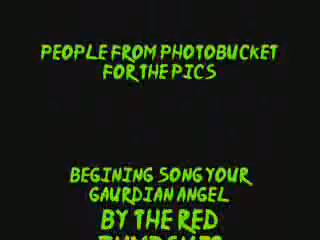 PEOPLE FROM PHOTOBUCKET
FOR THE PICS
BEGINING SONG YOUR
GAURDIAN ANGEL
BY THE RED